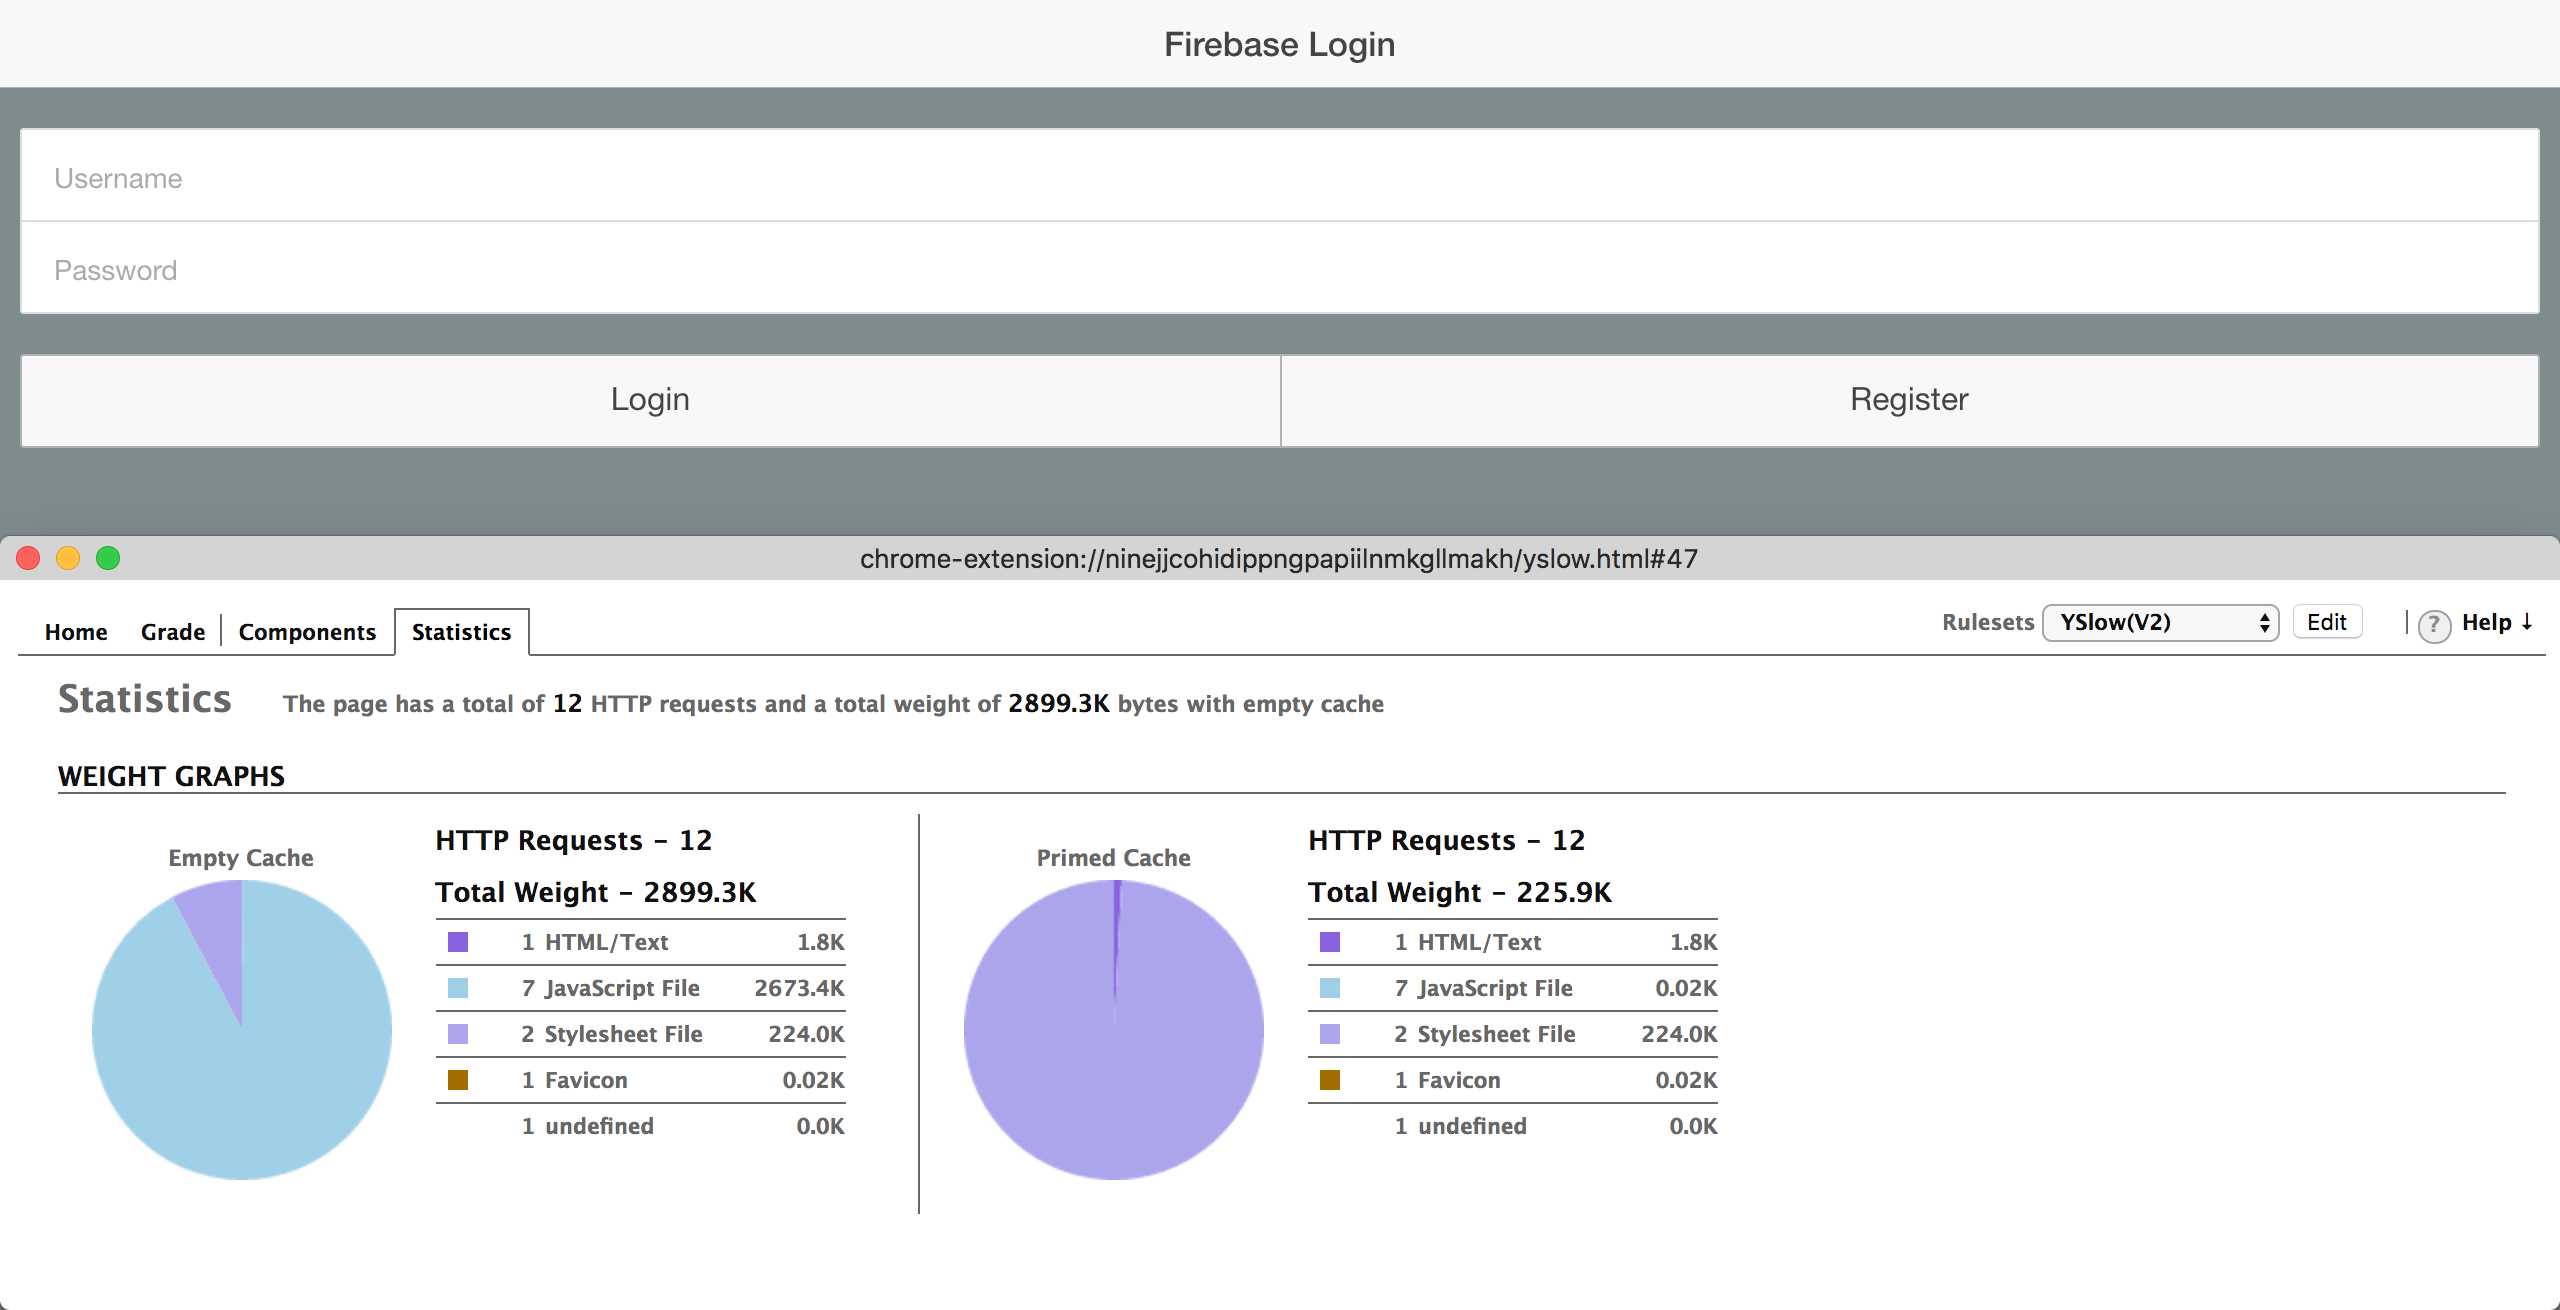 Firebase Login
Username
Password
Login Register
chrome-extension://ninejjcohidippngpapiilnmkgllmakh/yslow.html#47
Home Grade Components Statistics Rulesets YSlow(V2) Edit ? Help ↓
Statistics The page has a total of 12 HTTP requests and a total weight of 2899.3K bytes with empty cache
WEIGHT GRAPHS
Empty Cache
HTTP Requests – 12
Total Weight – 2899.3K
1 HTML/Text 1.8K
7 JavaScript File 2673.4K
2 Stylesheet File 224.0K
1 Favicon 0.02K
1 undefined 0.0K
Primed Cache
HTTP Requests – 12
Total Weight – 225.9K
1 HTML/Text 1.8K
7 JavaScript File 0.02K
2 Stylesheet File 224.0K
1 Favicon 0.02K
1 undefined 0.0K